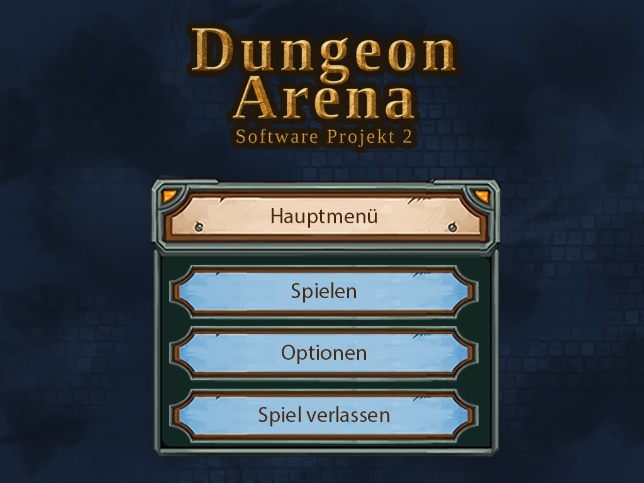 Dungeon
Arena
Software Projekt 2
Hauptmenü
Spielen
Optionen
Spiel verlassen